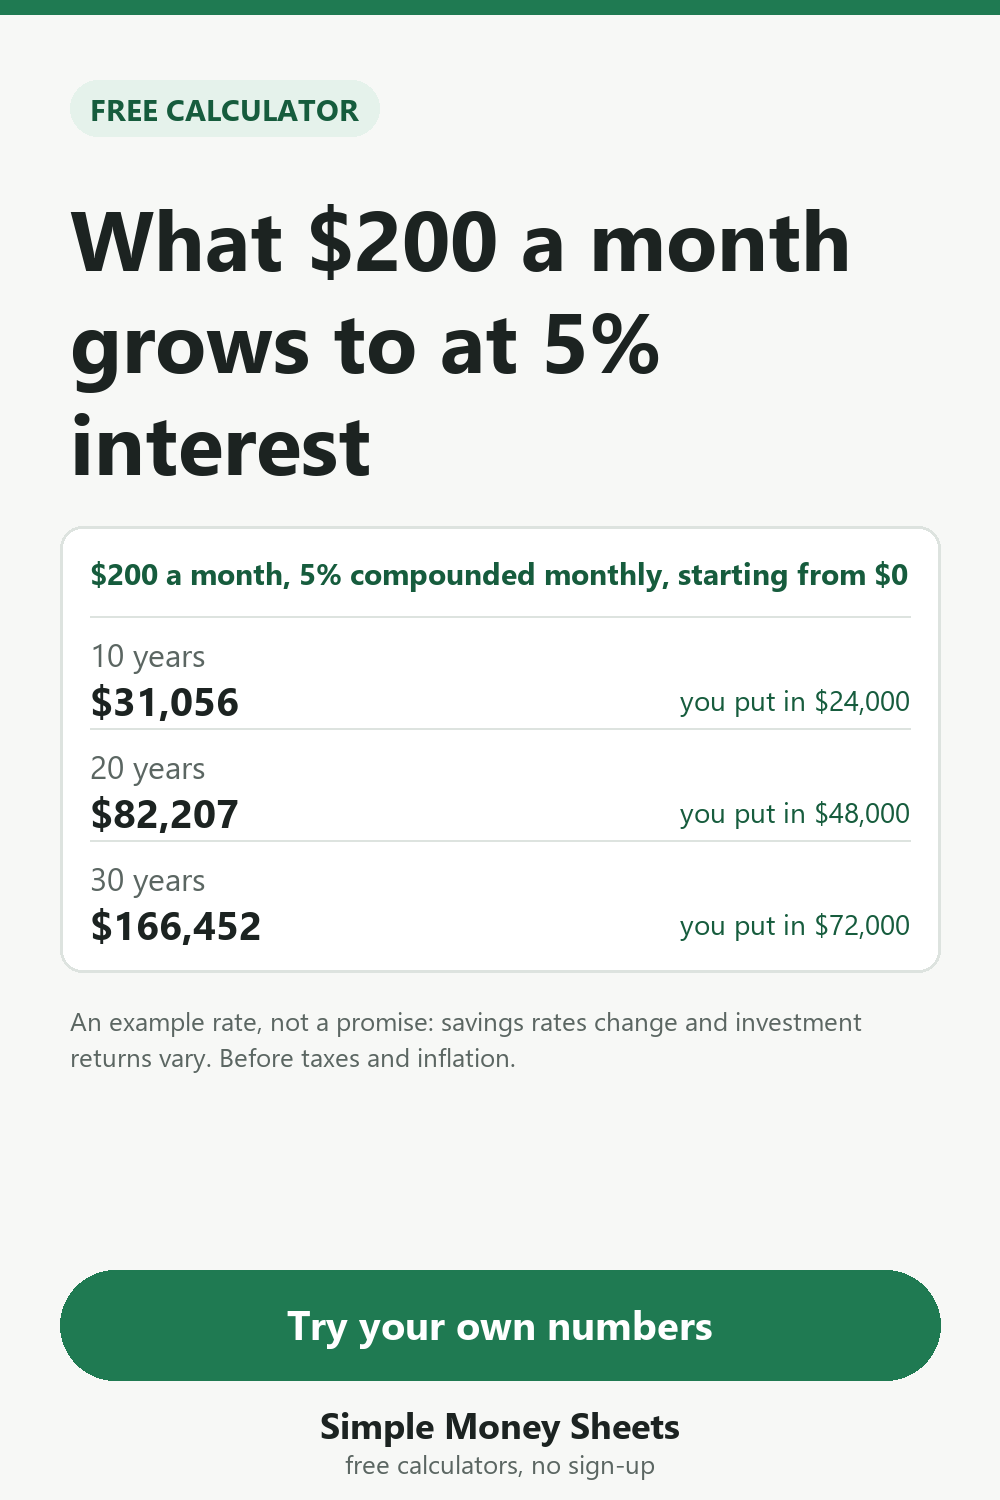 FREE CALCULATOR
What $200 a month
grows to at 5%
interest
$200 a month, 5% compounded monthly, starting from $0
10 years
$31,056 you put in $24,000
20 years
$82,207 you put in $48,000
30 years
$166,452 you put in $72,000
An example rate, not a promise: savings rates change and investment
returns vary. Before taxes and inflation.
Try your own numbers
Simple Money Sheets
free calculators, no sign-up